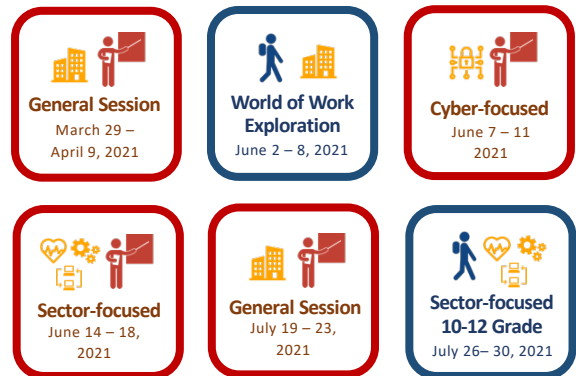 General Session
March 29 –
April 9, 2021
World of Work
Exploration
June 2 – 8, 2021
Cyber-focused
June 7 – 11
2021
Sector-focused
June 14 – 18,
2021
General Session
July 19 – 23,
2021
Sector-focused
10-12 Grade
July 26– 30, 2021